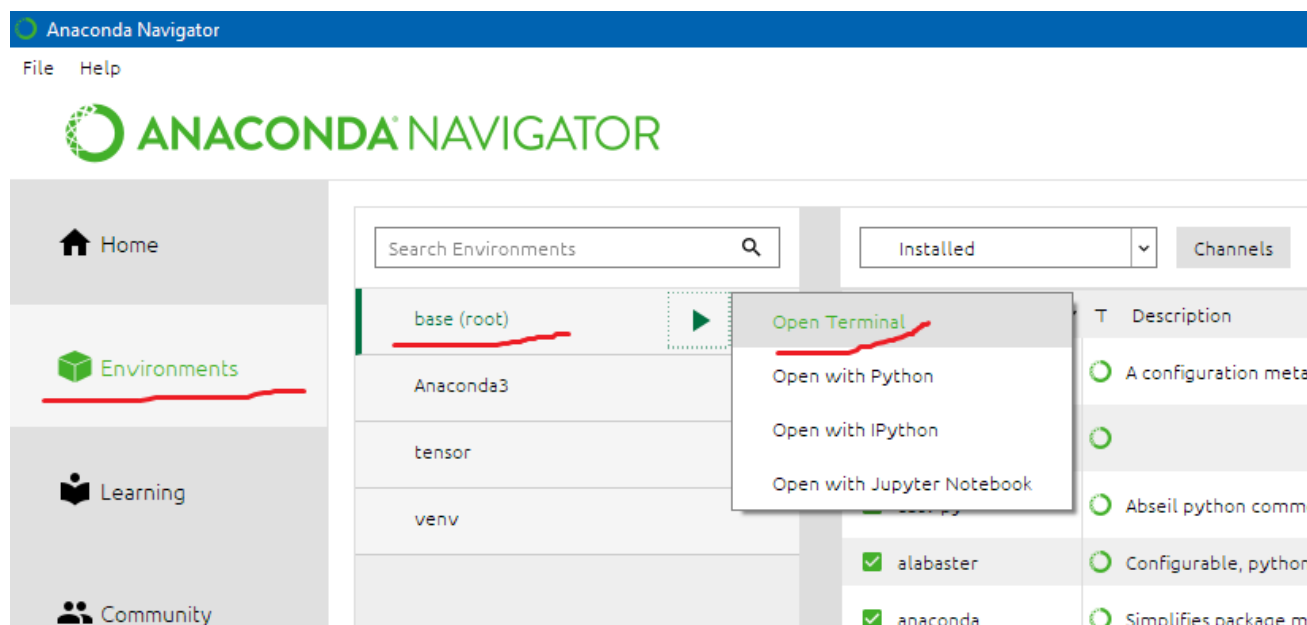 Anaconda Navigator
File Help
ANACONDA NAVIGATOR
Home
Environments
Learning
Community
Search Environments
base (root)
Anaconda3
tensor
venv
Open Terminal
Open with Python
Open with IPython
Open with Jupyter Notebook
Installed
Channels
T Description
A configuration meta
Abseil python comm
alabaster Configurable, python
anaconda Simplifies package m